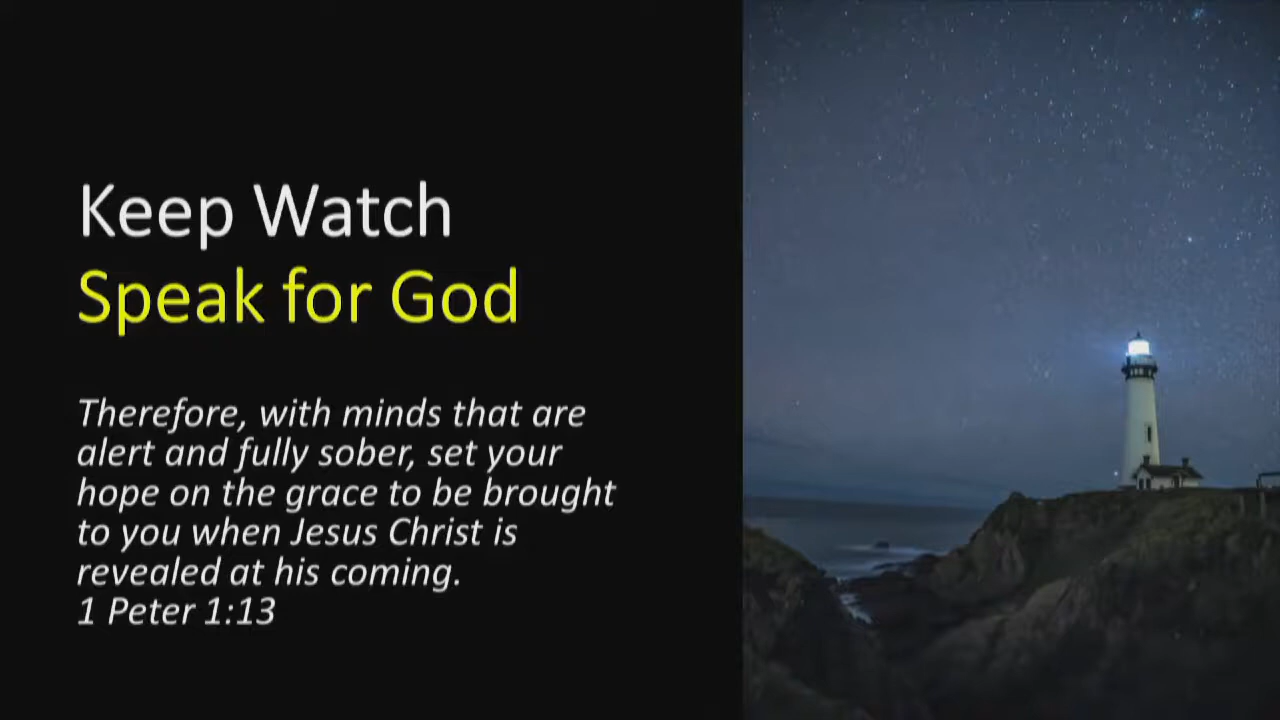 Keep Watch
Speak for God
Therefore, with minds that are
alert and fully sober, set your
hope on the grace to be brought
to you when Jesus Christ is
revealed at his coming.
1 Peter 1:13